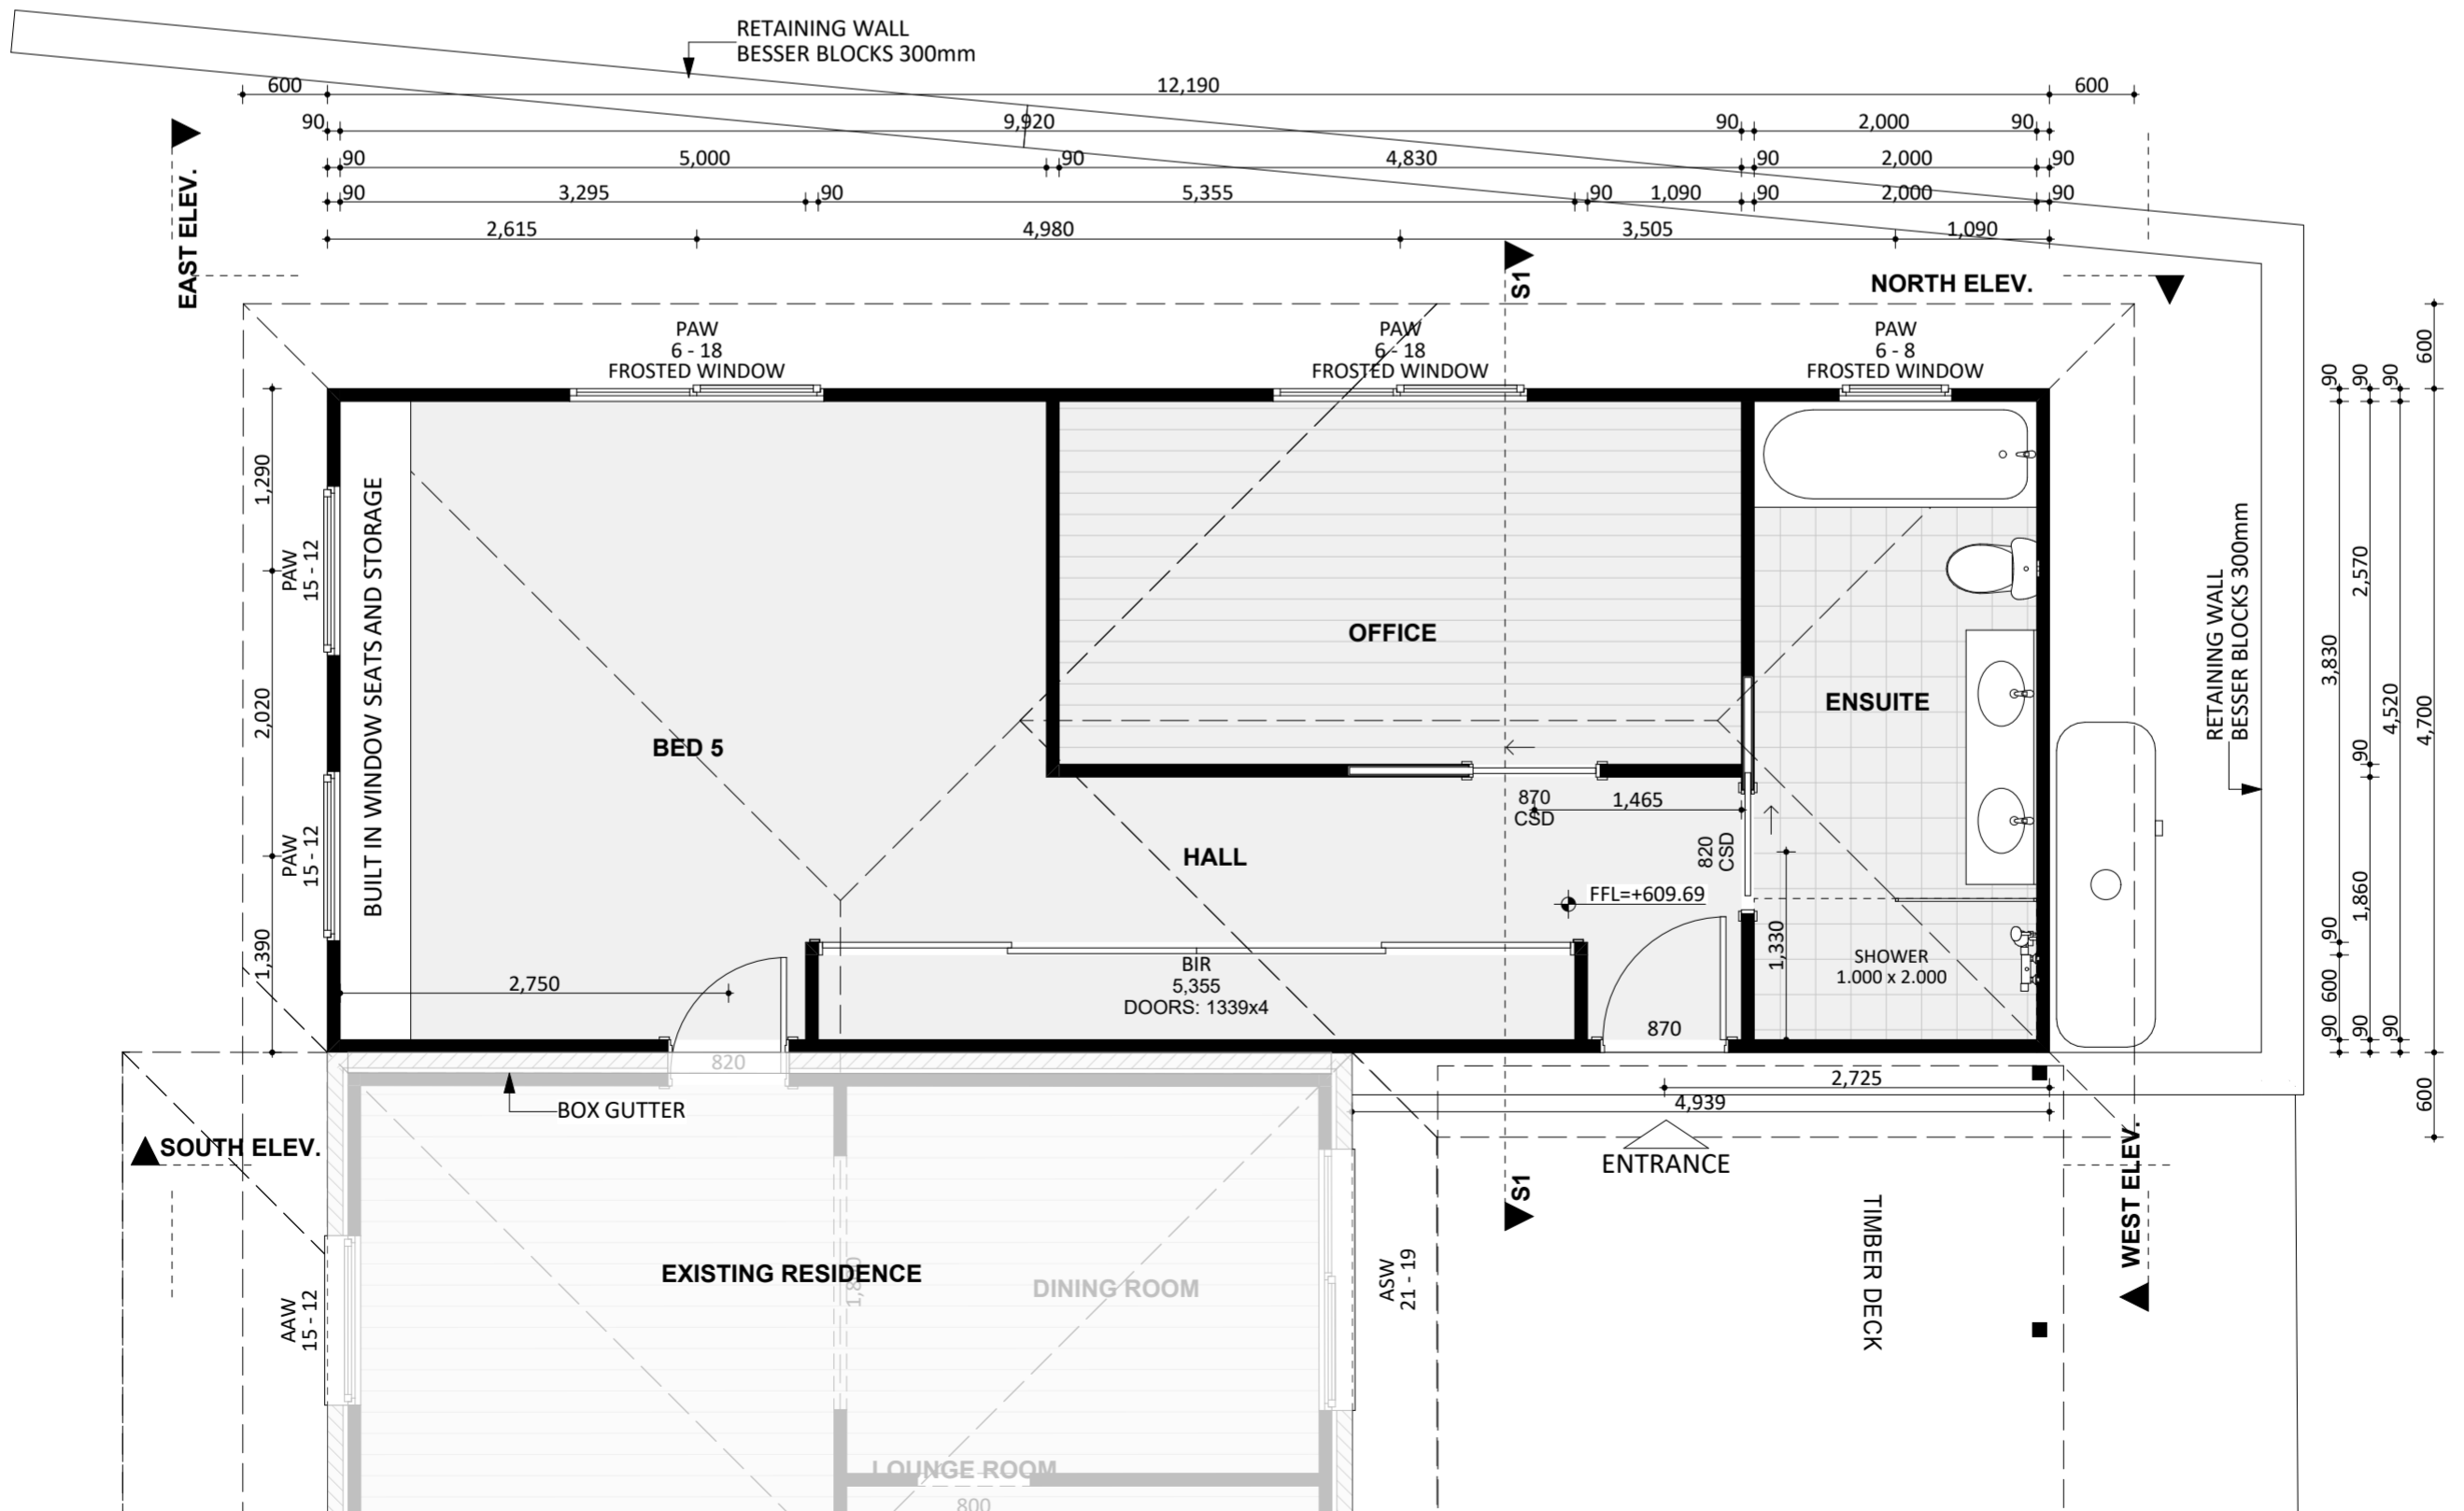 RETAINING WALL
BESSER BLOCKS 300mm
600
12,190
600
90
9,920
90
2,000
90
90
5,000
90
4,830
90
2,000
90
90
3,295
90
5,355
90
1,090
90
2,000
90
2,615
4,980
3,505
1,090
EAST ELEV.
S1
NORTH ELEV.
PAW
6 - 18
FROSTED WINDOW
PAW
6 - 18
FROSTED WINDOW
PAW
6 - 8
FROSTED WINDOW
600
90
90
90
1,290
2,020
1,390
PAW
15 - 12
PAW
15 - 12
BUILT IN WINDOW SEATS AND STORAGE
BED 5
OFFICE
ENSUITE
HALL
870
CSD
1,465
820
CSD
FFL=+609.69
1,330
SHOWER
1.000 x 2.000
BIR
5,355
DOORS: 1339x4
2,750
820
870
RETAINING WALL
BESSER BLOCKS 300mm
3,830
2,570
4,520
4,700
90
1,860
90
600
90
90
90
600
2,725
4,939
BOX GUTTER
SOUTH ELEV.
ENTRANCE
S1
WEST ELEV.
TIMBER DECK
EXISTING RESIDENCE
1,800
DINING ROOM
AAW
15 - 12
ASW
21 - 19
LOUNGE ROOM
800